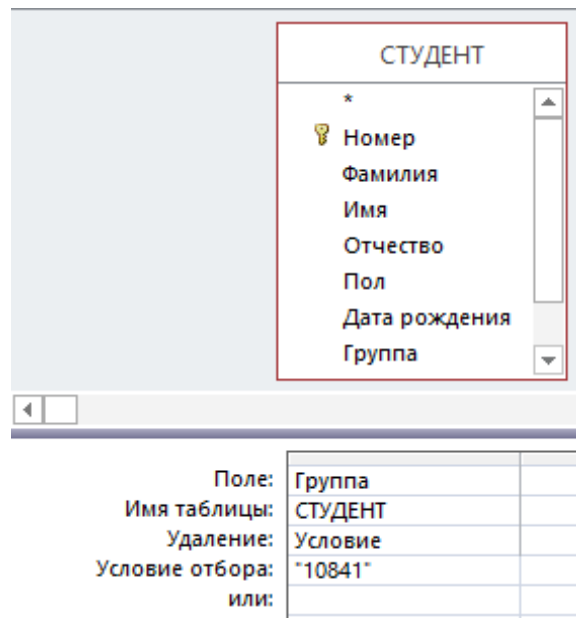 СТУДЕНТ
*
Номер
Фамилия
Имя
Отчество
Пол
Дата рождения
Группа
Поле: Группа
Имя таблицы: СТУДЕНТ
Удаление: Условие
Условие отбора: "10841"
или: